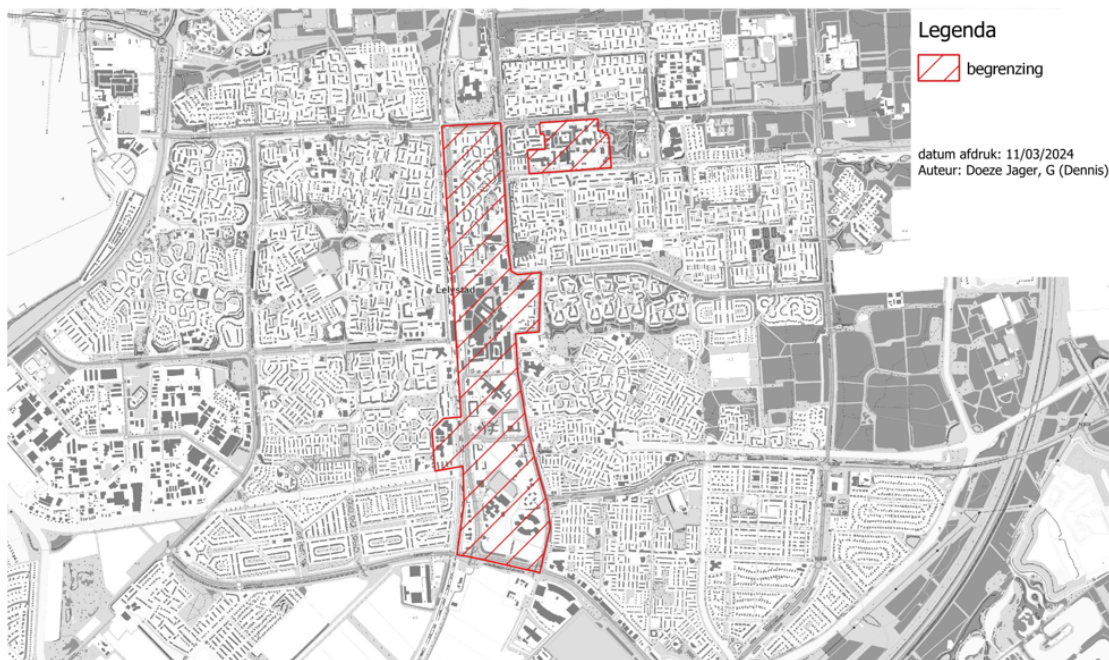 Legenda
begrenzing
datum afdruk: 11/03/2024
Auteur: Doeze Jager, G (Dennis)
Lelystad